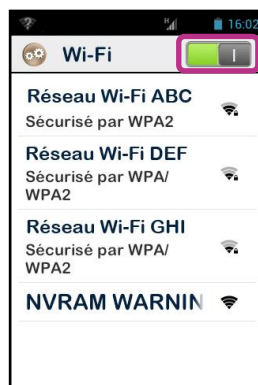 H 16:02
Wi-Fi
Réseau Wi-Fi ABC
Sécurisé par WPA2
Réseau Wi-Fi DEF
Sécurisé par WPA/
WPA2
Réseau Wi-Fi GHI
Sécurisé par WPA/
WPA2
NVRAM WARNIN